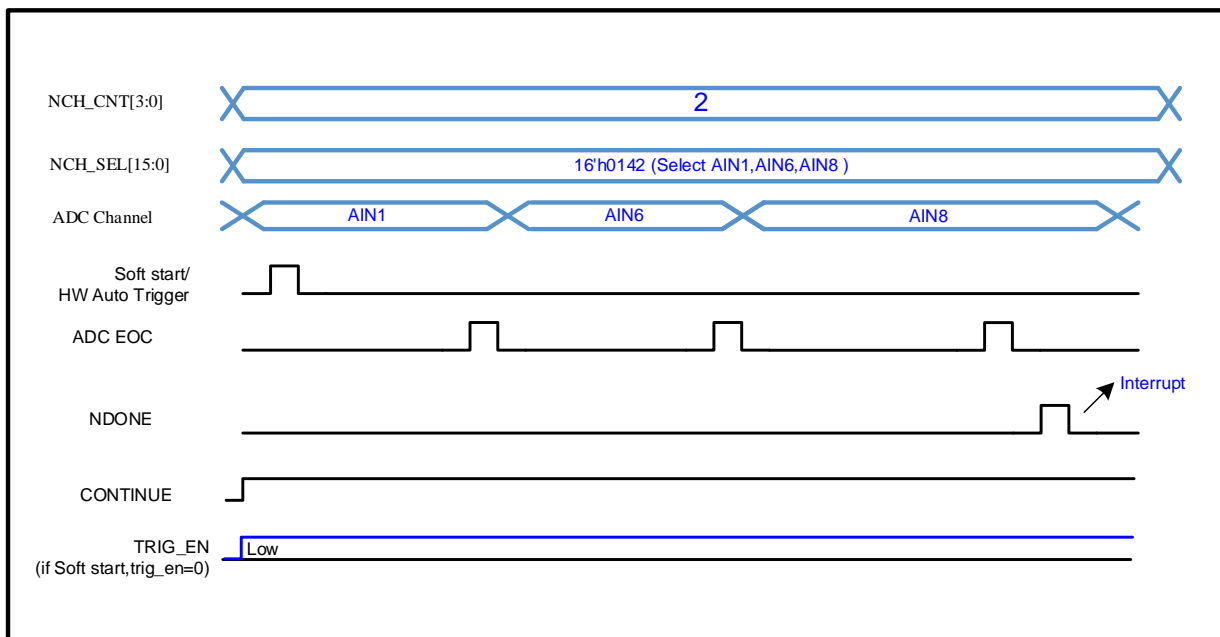 NCH_CNT[3:0]
2
NCH_SEL[15:0]
16'h0142 (Select AIN1,AIN6,AIN8 )
ADC Channel
AIN1
AIN6
AIN8
Soft start/
HW Auto Trigger
ADC EOC
Interrupt
NDONE
CONTINUE
TRIG_EN
Low
(if Soft start,trig_en=0)